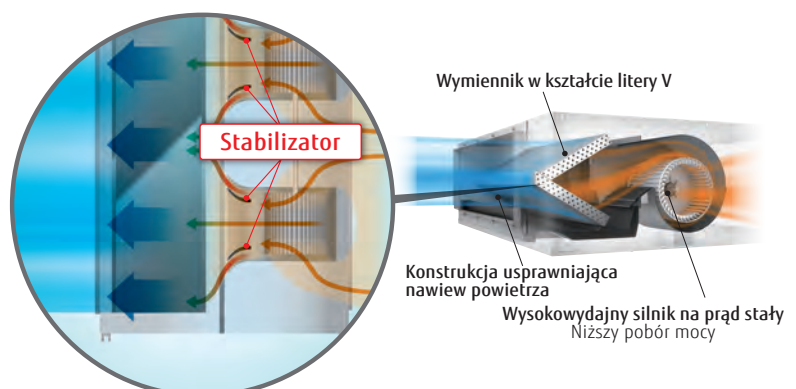 Wymiennik w kształcie litery V
Stabilizator
Konstrukcja usprawniająca
nawiew powietrza
Wysokowydajny silnik na prąd stały
Niższy pobór mocy